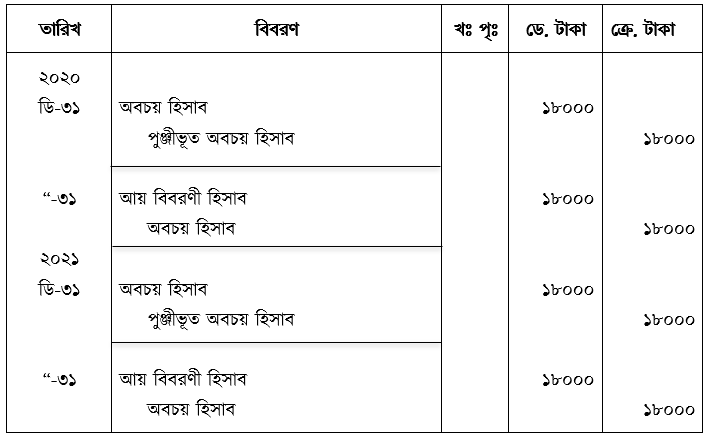 তারিখ বিবরণ খঃ পৃঃ ডে. টাকা ক্রে. টাকা
২০২০
ডি-৩১ অবচয় হিসাব ১৮০০০
পুঞ্জীভূত অবচয় হিসাব ১৮০০০
“-৩১ আয় বিবরণী হিসাব ১৮০০০
অবচয় হিসাব ১৮০০০
২০২১
ডি-৩১ অবচয় হিসাব ১৮০০০
পুঞ্জীভূত অবচয় হিসাব ১৮০০০
“-৩১ আয় বিবরণী হিসাব ১৮০০০
অবচয় হিসাব ১৮০০০